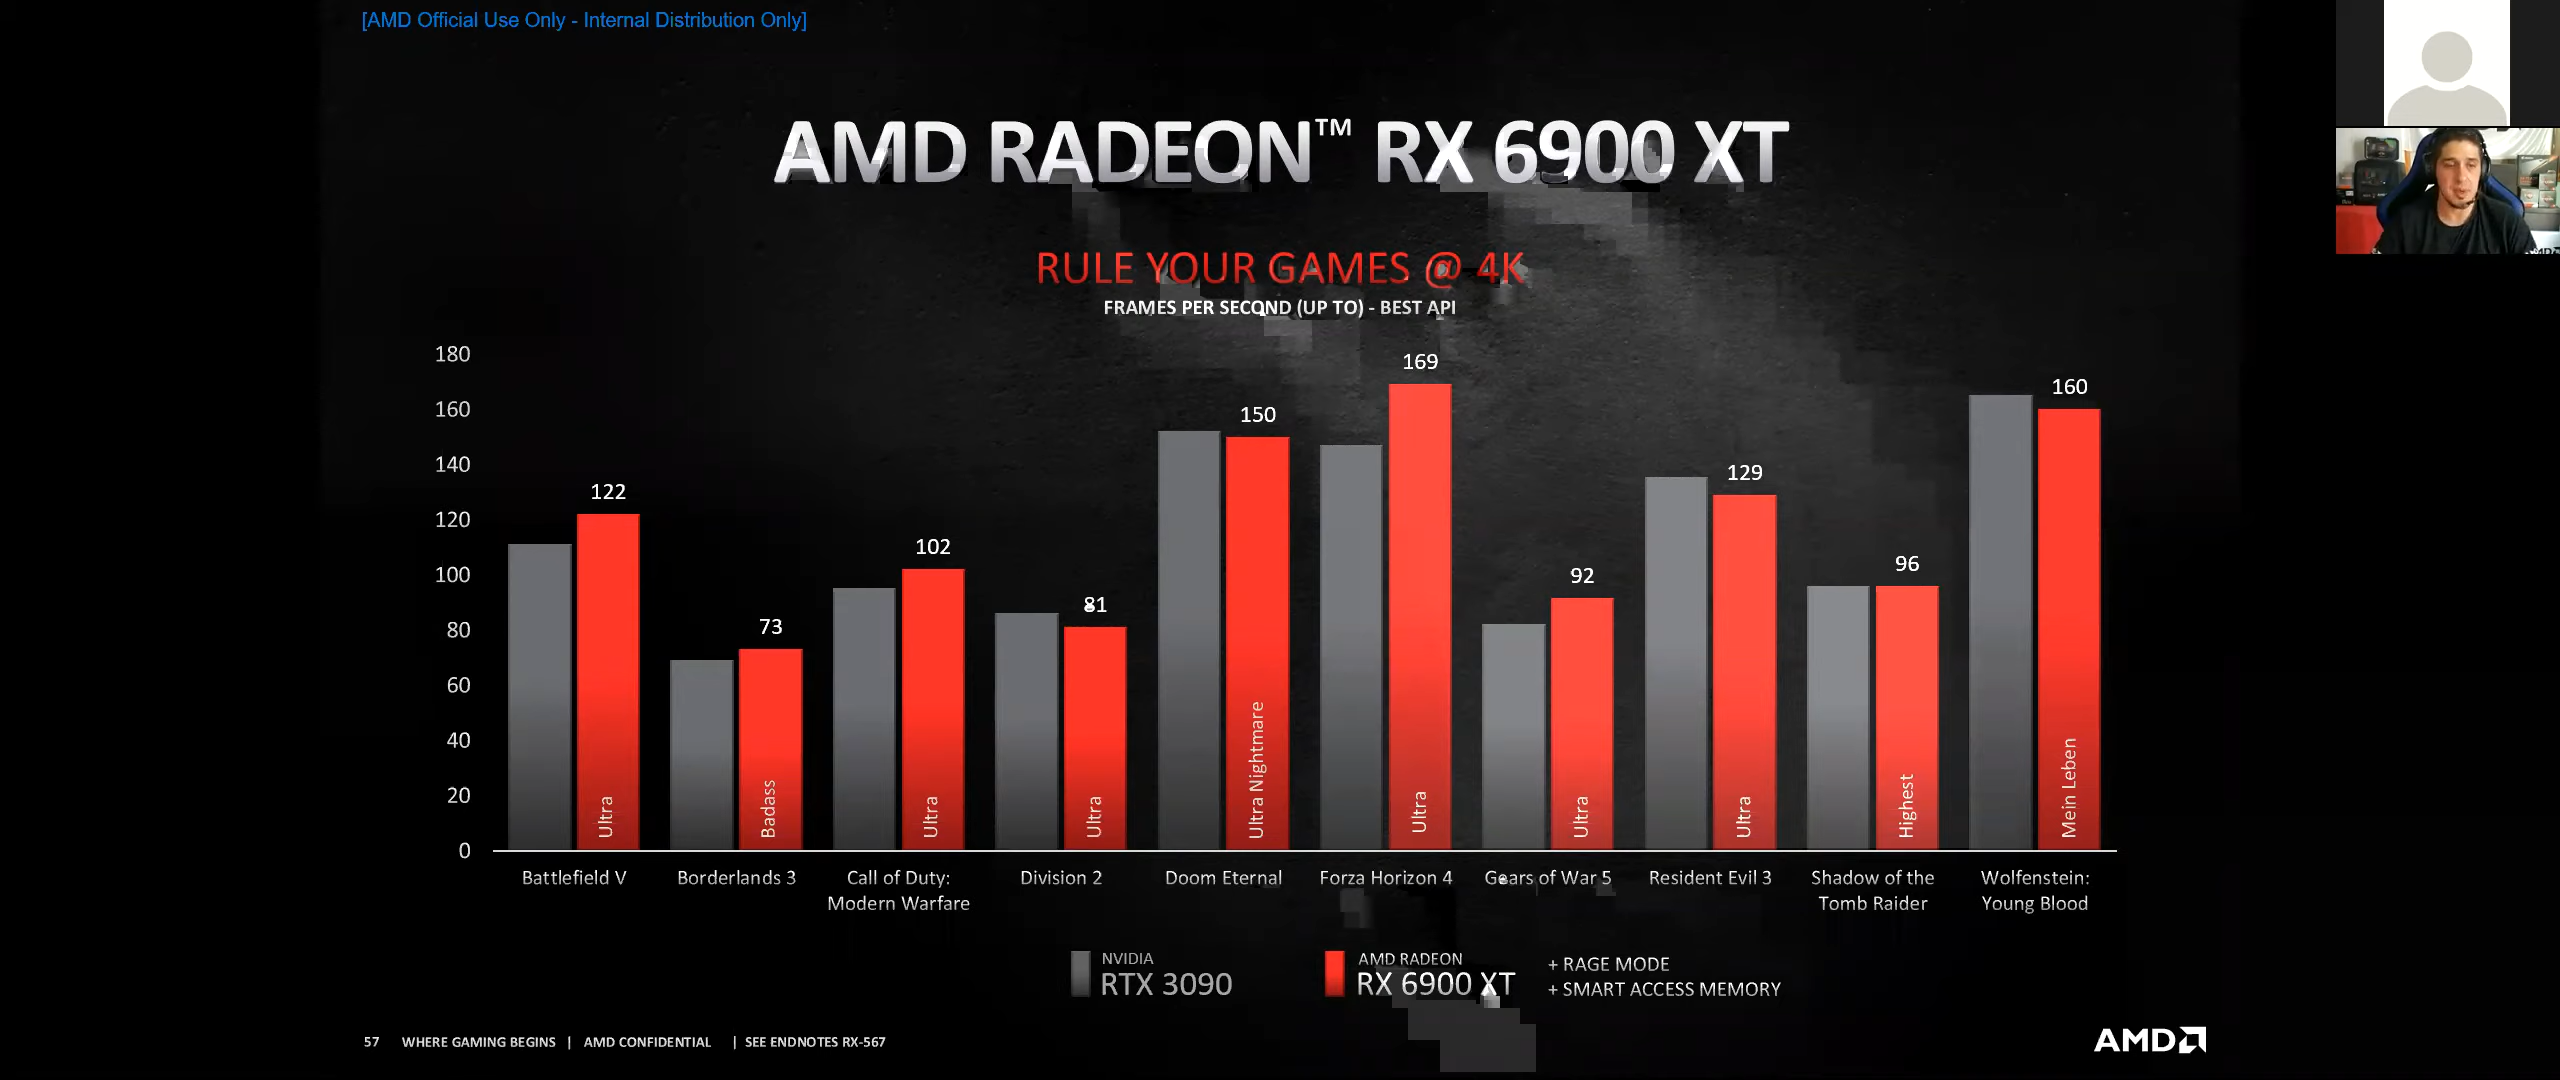 [AMD Official Use Only - Internal Distribution Only]
AMD RADEON™ RX 6900 XT
RULE YOUR GAMES @ 4K
FRAMES PER SECOND (UP TO) - BEST API
180
160
140
120
100
80
60
40
20
0
122
73
102
81
150
169
92
129
96
160
Ultra
Badass
Ultra
Ultra
Ultra Nightmare
Ultra
Ultra
Ultra
Highest
Mein Leben
Battlefield V
Borderlands 3
Call of Duty:
Modern Warfare
Division 2
Doom Eternal
Forza Horizon 4
Gears of War 5
Resident Evil 3
Shadow of the
Tomb Raider
Wolfenstein:
Young Blood
NVIDIA
RTX 3090
AMD RADEON
RX 6900 XT
+ RAGE MODE
+ SMART ACCESS MEMORY
57 WHERE GAMING BEGINS | AMD CONFIDENTIAL | SEE ENDNOTES RX-567
AMD